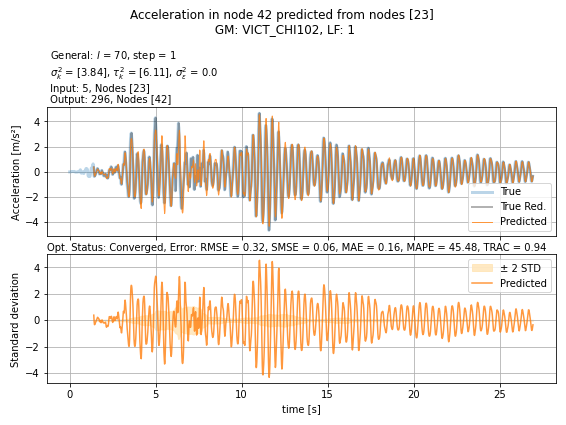 Acceleration in node 42 predicted from nodes [23]
GM: VICT_CHI102, LF: 1
General: l = 70, step = 1
σ²ₖ = [3.84], τ²ₖ = [6.11], σ²ε = 0.0
Input: 5, Nodes [23]
Output: 296, Nodes [42]
Acceleration [m/s²]
4
2
0
−2
−4
True
True Red.
Predicted
Opt. Status: Converged, Error: RMSE = 0.32, SMSE = 0.06, MAE = 0.16, MAPE = 45.48, TRAC = 0.94
Standard deviation
4
2
0
−2
−4
± 2 STD
Predicted
0 5 10 15 20 25
time [s]